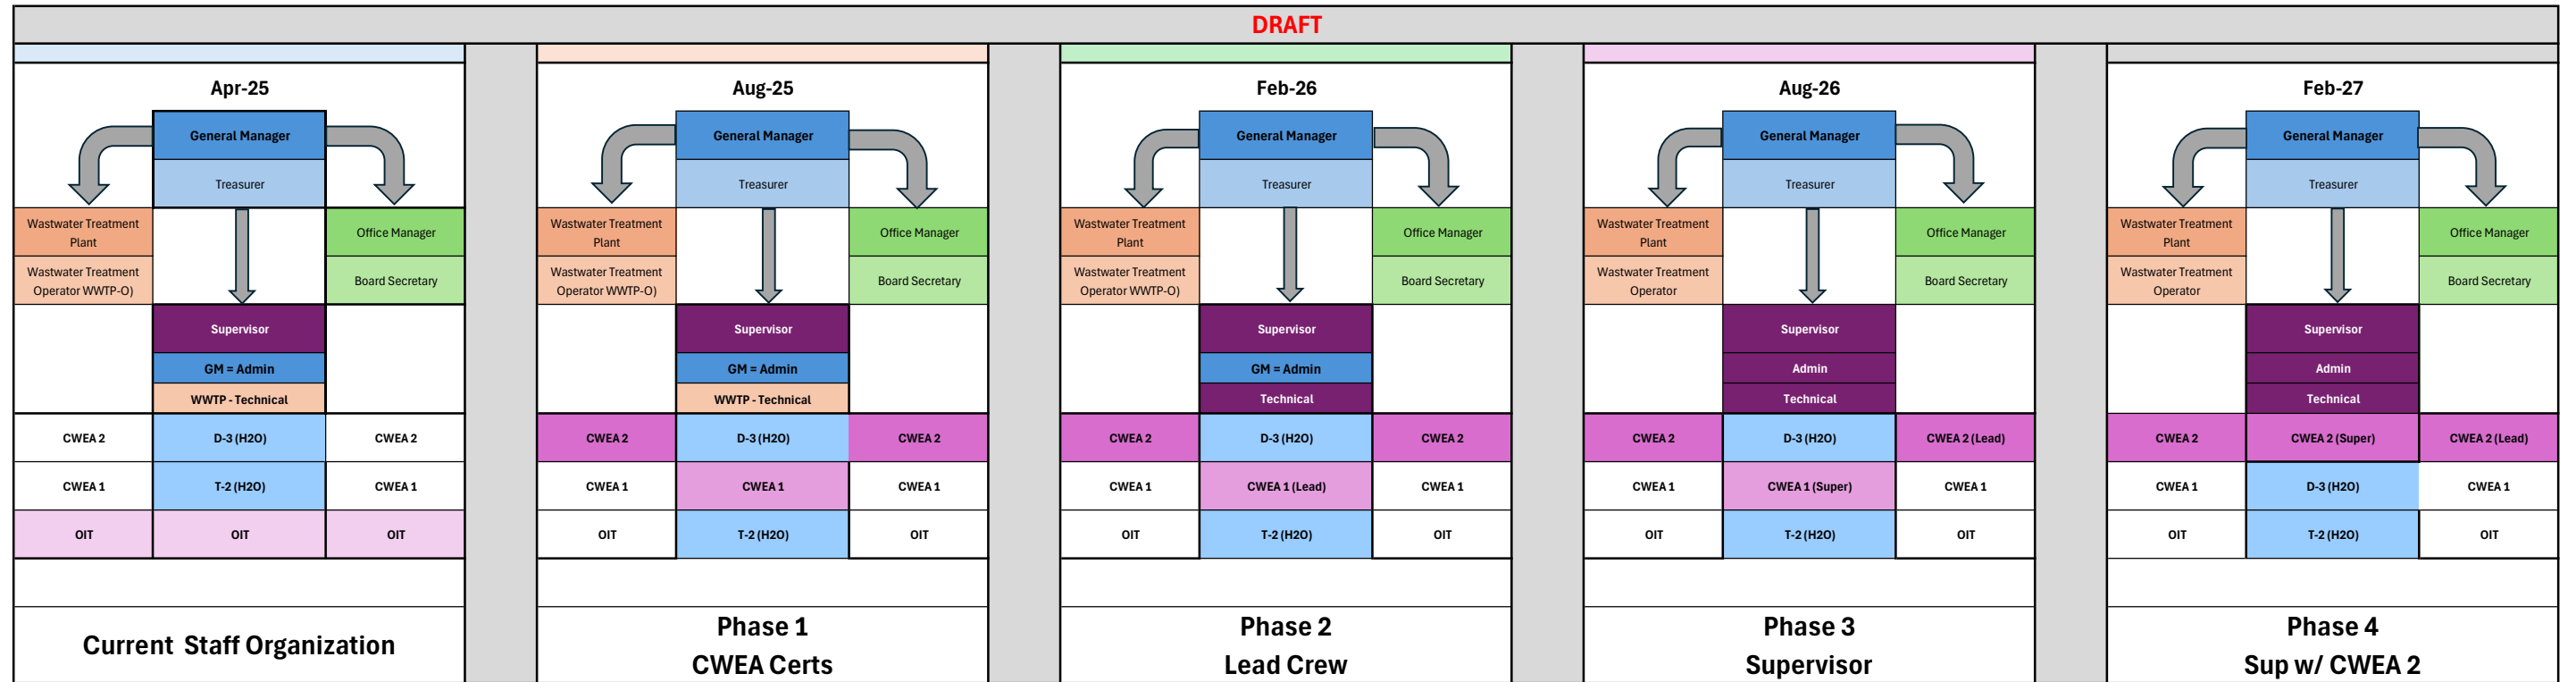 DRAFT
Apr-25
General Manager
Treasurer
Wastwater Treatment
Plant
Office Manager
Wastwater Treatment
Operator WWTP-O)
Board Secretary
Supervisor
GM = Admin
WWTP - Technical
CWEA 2
D-3 (H2O)
CWEA 2
CWEA 1
T-2 (H2O)
CWEA 1
OIT
OIT
OIT
Current Staff Organization
Aug-25
General Manager
Treasurer
Wastwater Treatment
Plant
Office Manager
Wastwater Treatment
Operator WWTP-O)
Board Secretary
Supervisor
GM = Admin
WWTP - Technical
CWEA 2
D-3 (H2O)
CWEA 2
CWEA 1
CWEA 1
CWEA 1
OIT
T-2 (H2O)
OIT
Phase 1
CWEA Certs
Feb-26
General Manager
Treasurer
Wastwater Treatment
Plant
Office Manager
Wastwater Treatment
Operator WWTP-O)
Board Secretary
Supervisor
GM = Admin
Technical
CWEA 2
D-3 (H2O)
CWEA 2
CWEA 1
CWEA 1 (Lead)
CWEA 1
OIT
T-2 (H2O)
OIT
Phase 2
Lead Crew
Aug-26
General Manager
Treasurer
Wastwater Treatment
Plant
Office Manager
Wastwater Treatment
Operator
Board Secretary
Supervisor
Admin
Technical
CWEA 2
D-3 (H2O)
CWEA 2 (Lead)
CWEA 1
CWEA 1 (Super)
CWEA 1
OIT
T-2 (H2O)
OIT
Phase 3
Supervisor
Feb-27
General Manager
Treasurer
Wastwater Treatment
Plant
Office Manager
Wastwater Treatment
Operator
Board Secretary
Supervisor
Admin
Technical
CWEA 2
CWEA 2 (Super)
CWEA 2 (Lead)
CWEA 1
D-3 (H2O)
CWEA 1
OIT
T-2 (H2O)
OIT
Phase 4
Sup w/ CWEA 2